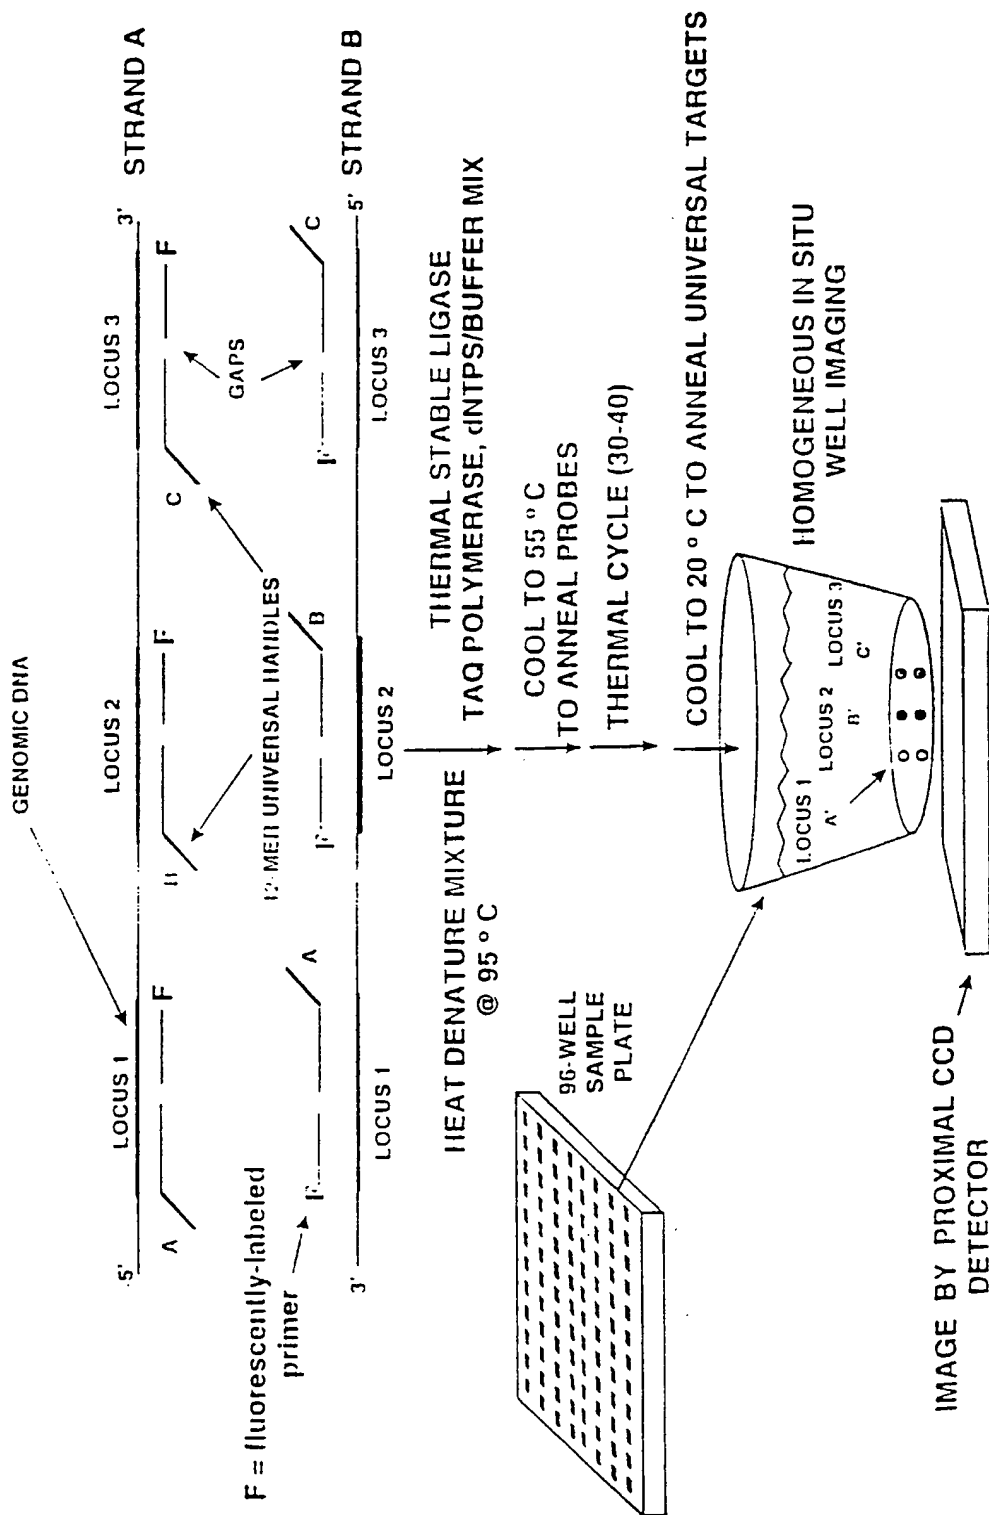 GENOMIC DNA
5'
LOCUS 1
LOCUS 2
LOCUS 3
3'
STRAND A
A
F
F
C
F
GAPS
12-MER UNIVERSAL HANDLES
F = fluorescently-labeled
primer
F
A
F
B
F
C
3'
LOCUS 1
LOCUS 2
LOCUS 3
5'
STRAND B
HEAT DENATURE MIXTURE
@ 95 °C
THERMAL STABLE LIGASE
TAQ POLYMERASE, dNTPS/BUFFER MIX
COOL TO 55 °C
TO ANNEAL PROBES
THERMAL CYCLE (30-40)
COOL TO 20 °C TO ANNEAL UNIVERSAL TARGETS
96-WELL
SAMPLE
PLATE
HOMOGENEOUS IN SITU
WELL IMAGING
LOCUS 1
A'
LOCUS 2
B'
LOCUS 3
C'
IMAGE BY PROXIMAL CCD
DETECTOR